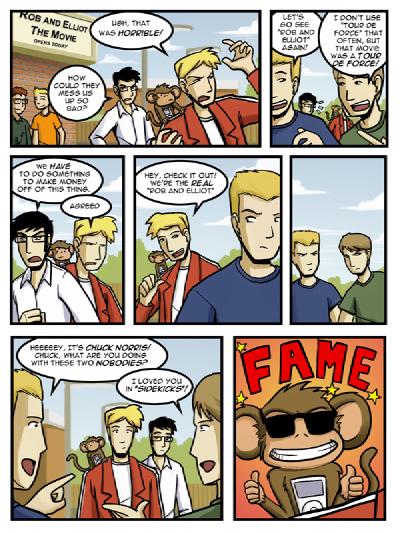 ROB AND ELLIOT
THE MOVIE
OPENS TODAY
UGH, THAT
WAS HORRIBLE!
HOW
COULD THEY
MESS US
UP SO
BAD?
LET'S
GO SEE
"ROB AND
ELLIOT"
AGAIN!
I DON'T USE
"TOUR DE
FORCE" THAT
OFTEN, BUT
THAT MOVIE
WAS A TOUR
DE FORCE!
WE HAVE
TO DO SOMETHING
TO MAKE MONEY
OFF OF THIS THING.
AGREED
HEY, CHECK IT OUT!
WE'RE THE REAL
"ROB AND ELLIOT"
HEEEEEY, IT'S CHUCK NORRIS!
CHUCK, WHAT ARE YOU DOING
WITH THESE TWO NOBODIES?
I LOVED YOU
IN "SIDEKICKS"!
FAME